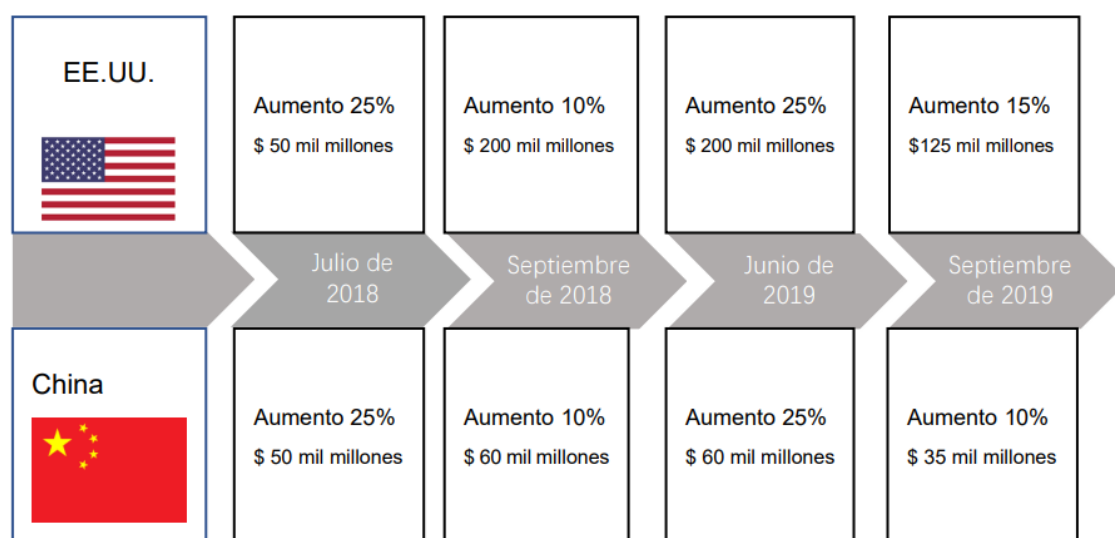 EE.UU.
Aumento 25%
$ 50 mil millones
Aumento 10%
$ 200 mil millones
Aumento 25%
$ 200 mil millones
Aumento 15%
$125 mil millones
Julio de
2018
Septiembre
de 2018
Junio de
2019
Septiembre
de 2019
China
Aumento 25%
$ 50 mil millones
Aumento 10%
$ 60 mil millones
Aumento 25%
$ 60 mil millones
Aumento 10%
$ 35 mil millones